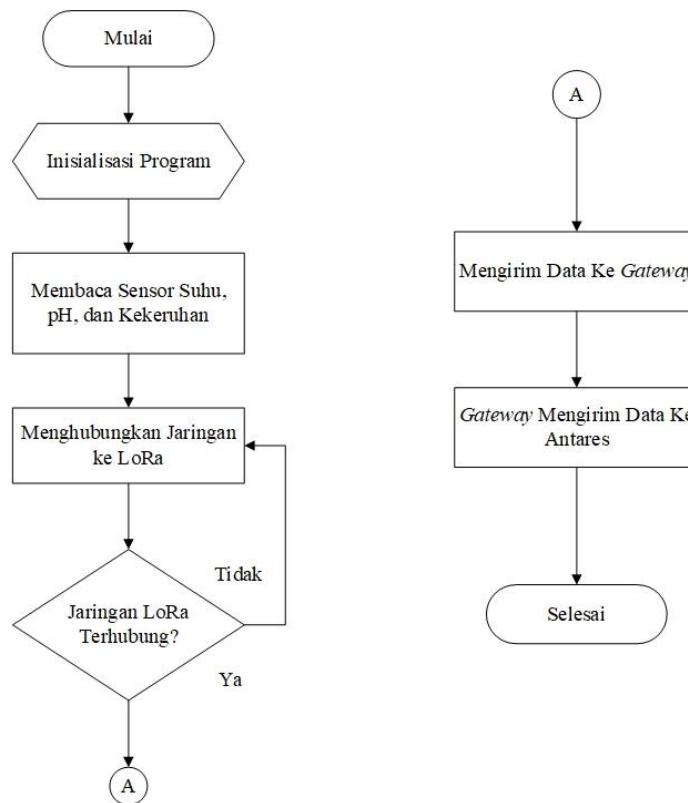 Mulai
Inisialisasi Program
Membaca Sensor Suhu,
pH, dan Kekeruhan
Menghubungkan Jaringan
ke LoRa
Tidak
Jaringan LoRa
Terhubung?
Ya
A
A
Mengirim Data Ke Gateway
Gateway Mengirim Data Ke
Antares
Selesai